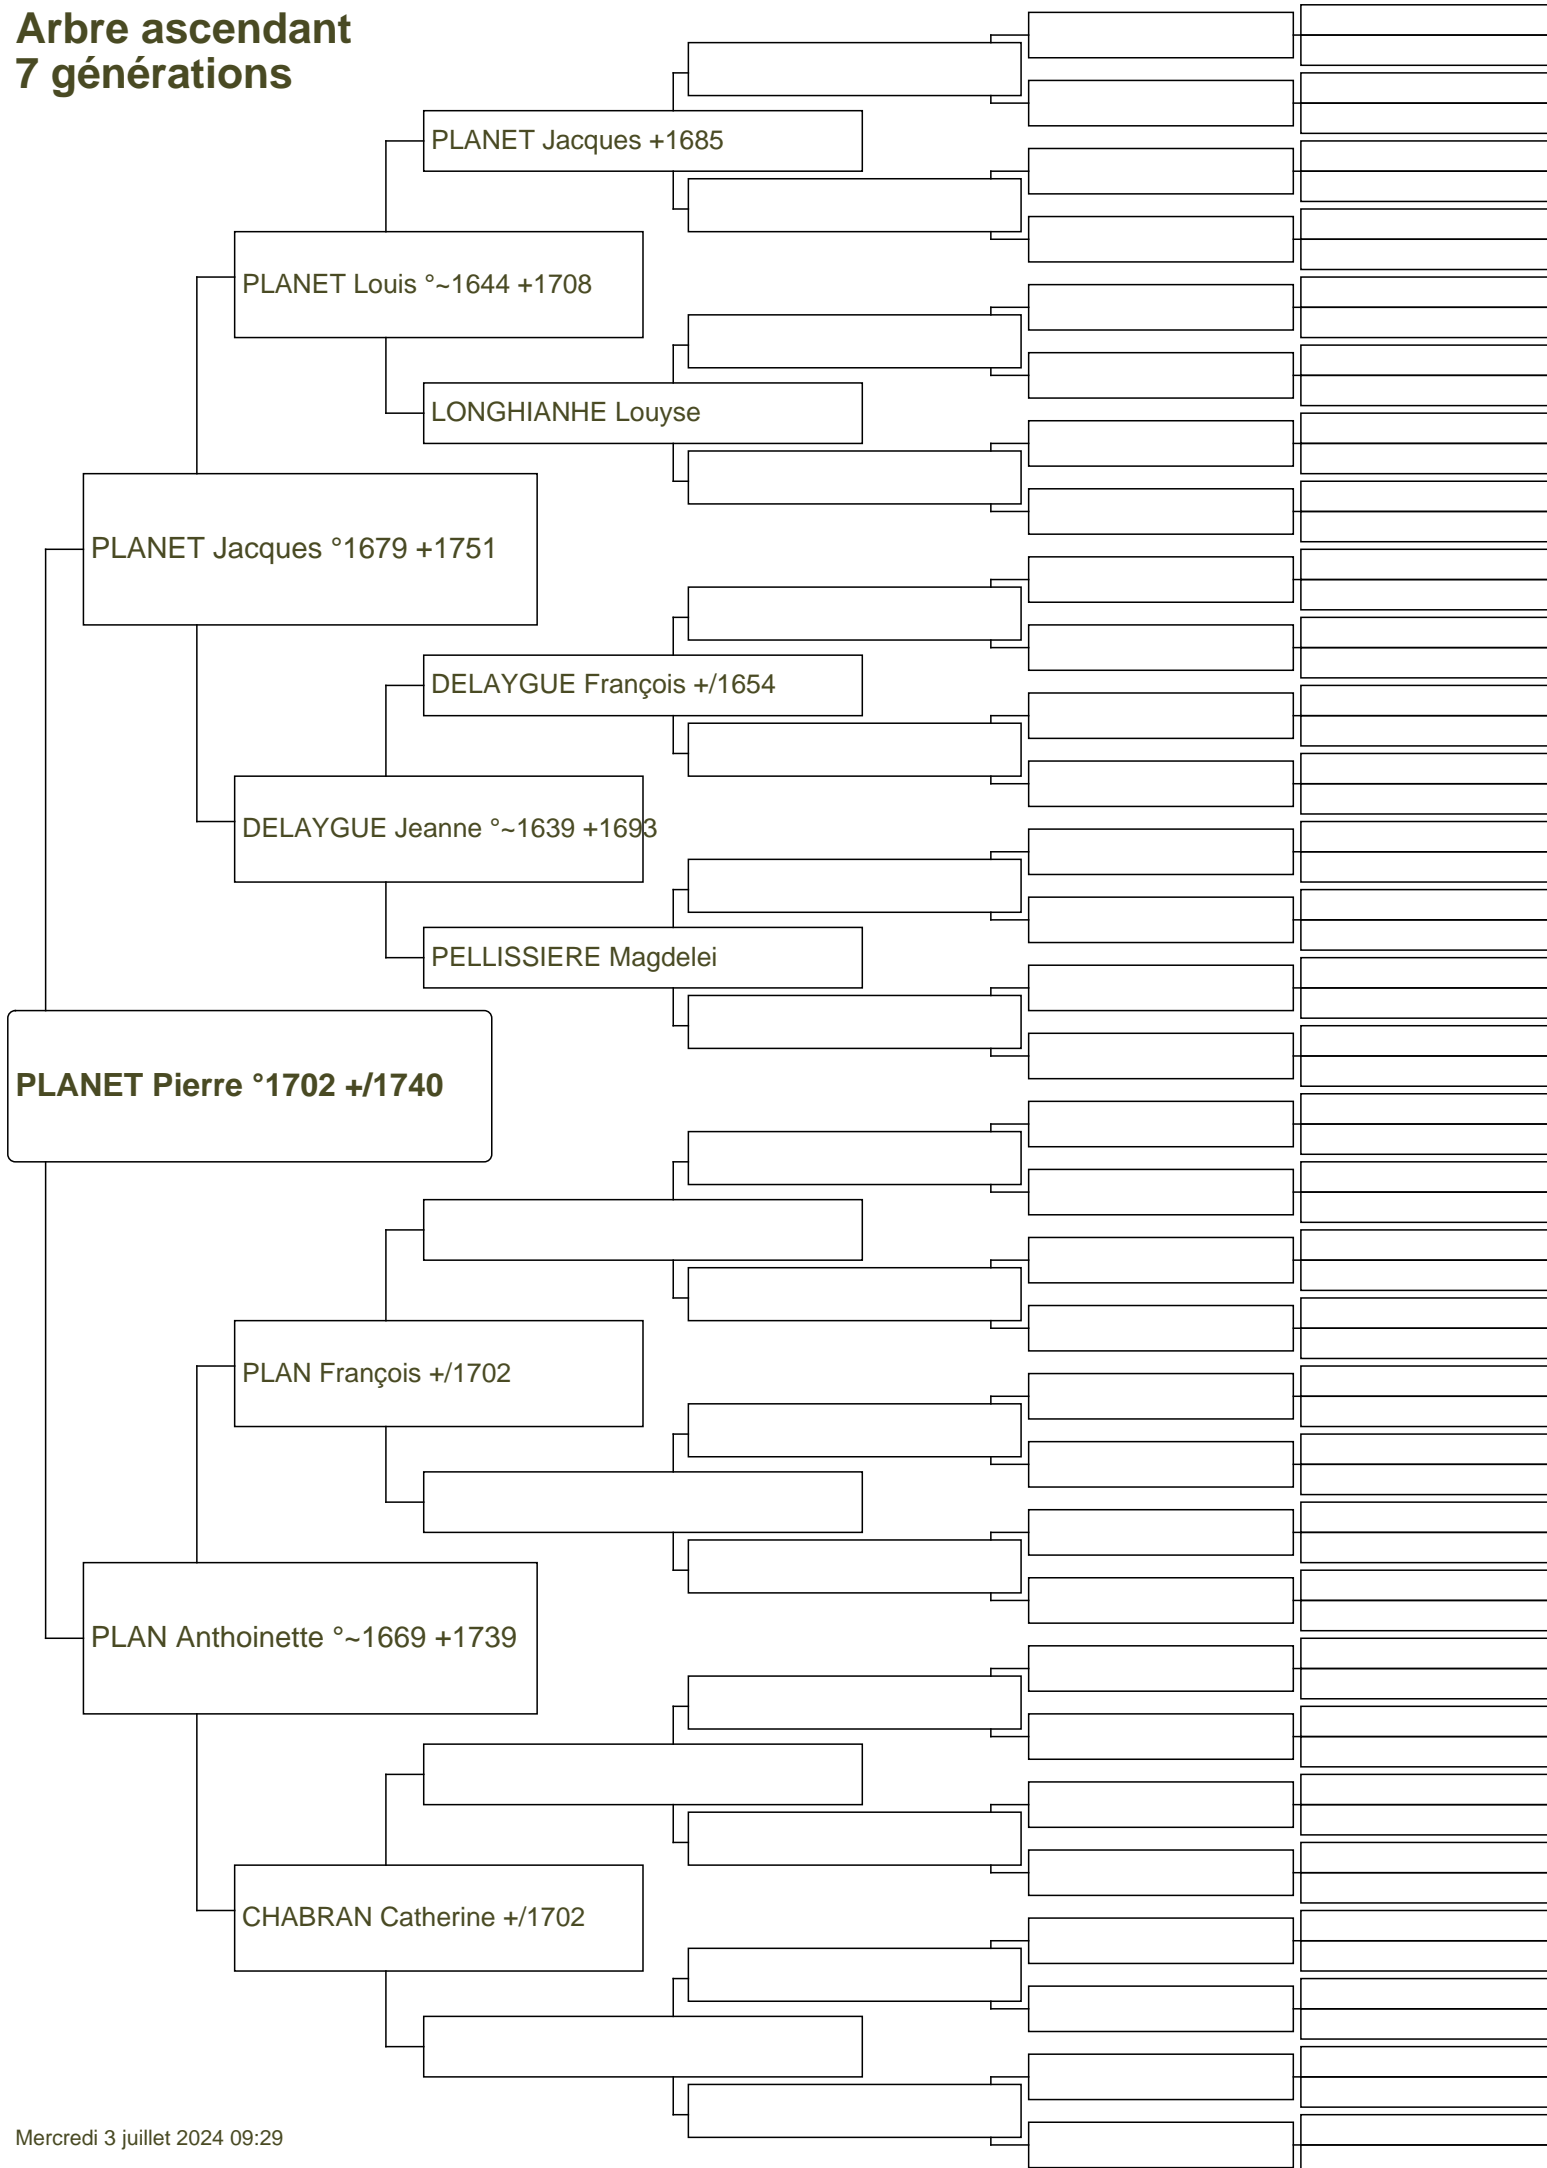 Arbre ascendant
7 générations
PLANET Jacques +1685
PLANET Louis °~1644 +1708
LONGHIANHE Louyse
PLANET Jacques °1679 +1751
DELAYGUE François +/1654
DELAYGUE Jeanne °~1639 +1693
PELLISSIERE Magdelei
PLANET Pierre °1702 +/1740
PLAN François +/1702
PLAN Anthoinette °~1669 +1739
CHABRAN Catherine +/1702
Mercredi 3 juillet 2024 09:29